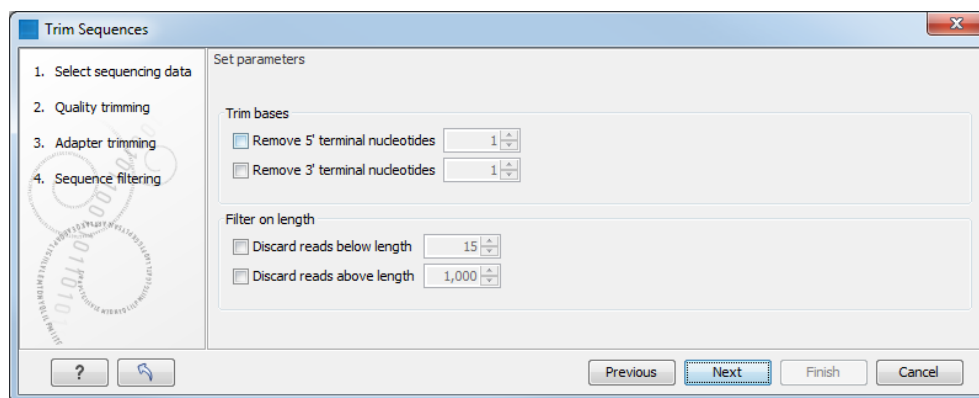 Trim Sequences
X
1. Select sequencing data
2. Quality trimming
3. Adapter trimming
4. Sequence filtering
Set parameters
Trim bases
Remove 5' terminal nucleotides 1
Remove 3' terminal nucleotides 1
Filter on length
Discard reads below length 15
Discard reads above length 1,000
?
Previous
Next
Finish
Cancel